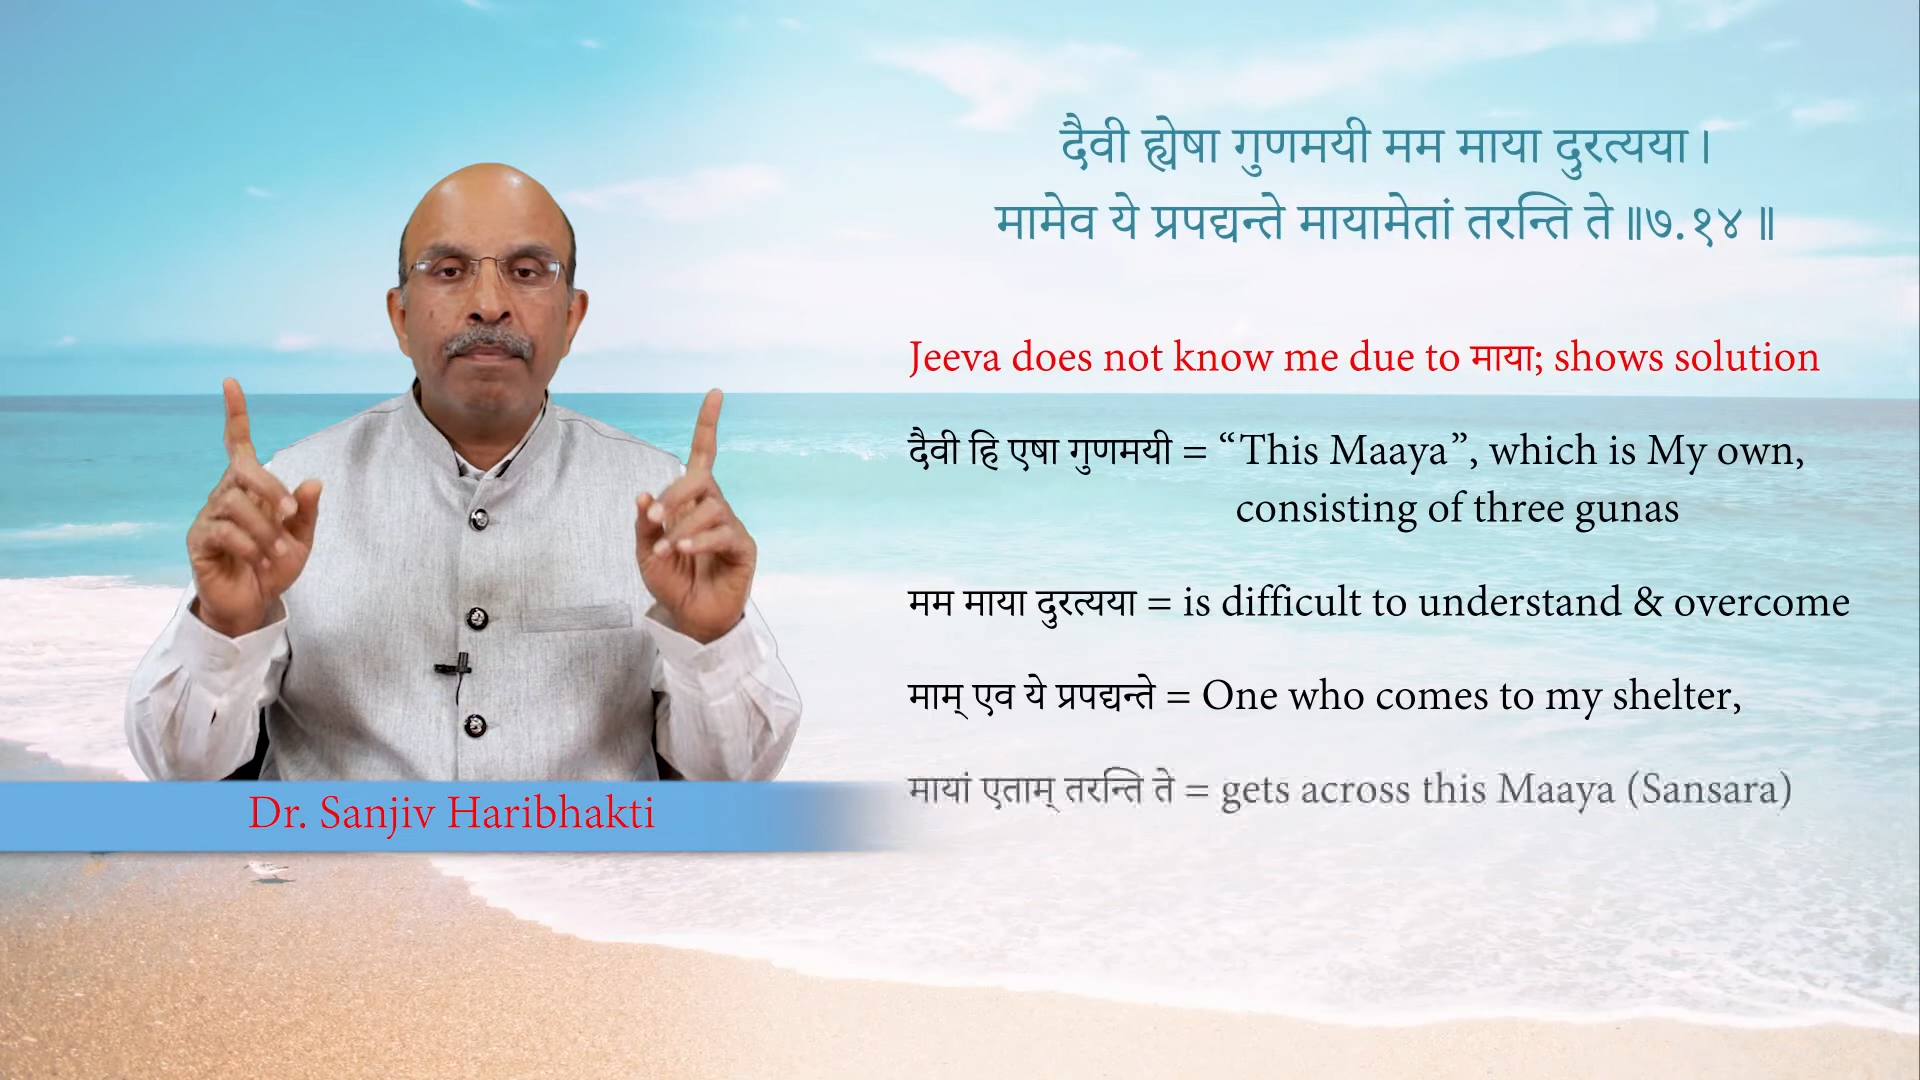 दैवी ह्येषा गुणमयी मम माया दुरत्यया।
मामेव ये प्रपद्यन्ते मायामेतां तरन्ति ते॥७.१४॥
Jeeva does not know me due to माया; shows solution
दैवी हि एषा गुणमयी = “This Maaya”, which is My own,
consisting of three gunas
मम माया दुरत्यया = is difficult to understand & overcome
माम् एव ये प्रपद्यन्ते = One who comes to my shelter,
मायां एताम् तरन्ति ते = gets across this Maaya (Sansara)
Dr. Sanjiv Haribhakti